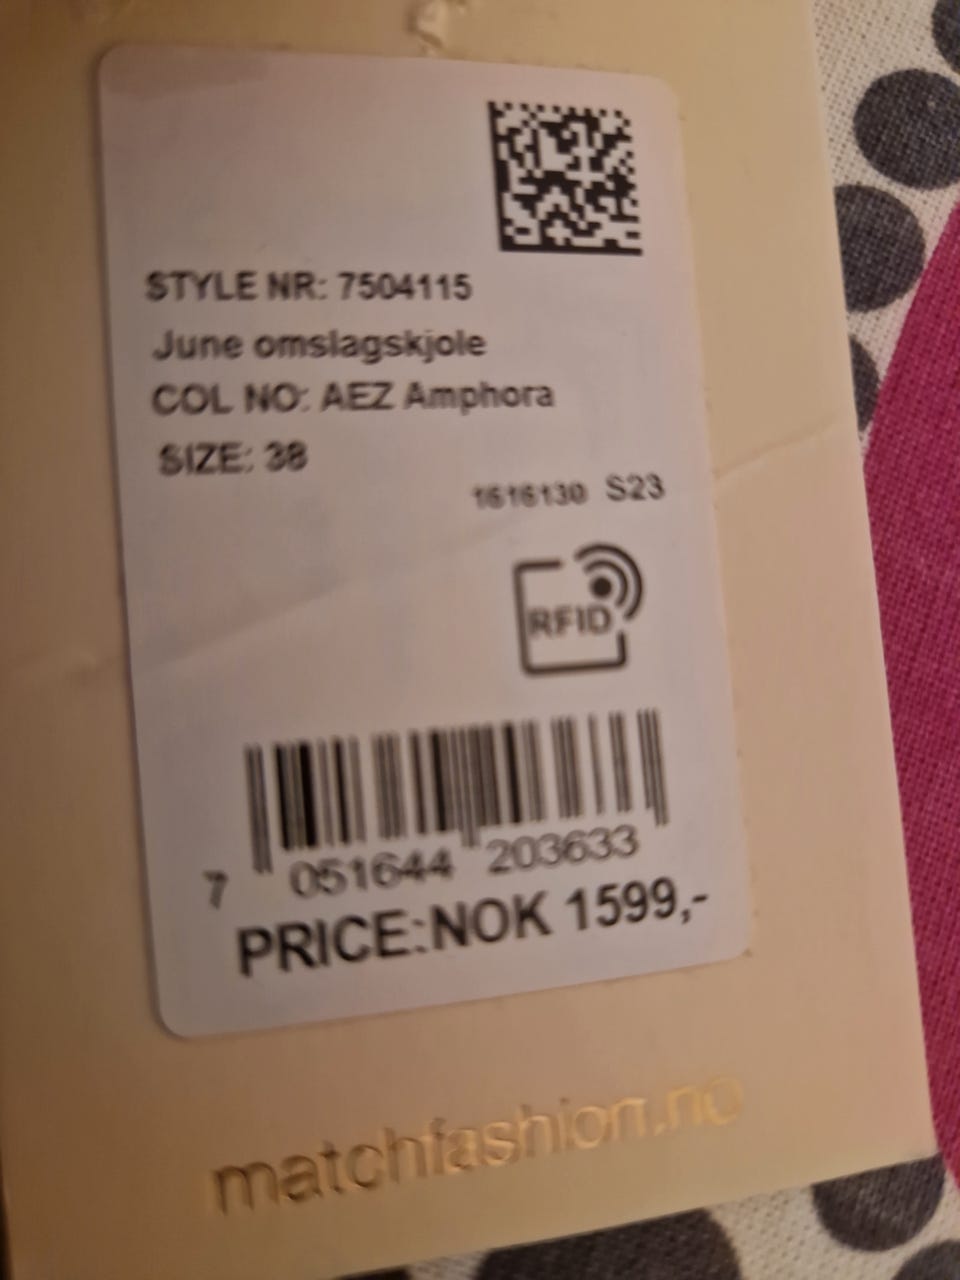 STYLE NR: 7504115
June omslagskjole
COL NO: AEZ Amphora
SIZE: 38
1616130 S23
RFID
7 051644 203633
PRICE:NOK 1599,-
matchfashion.no